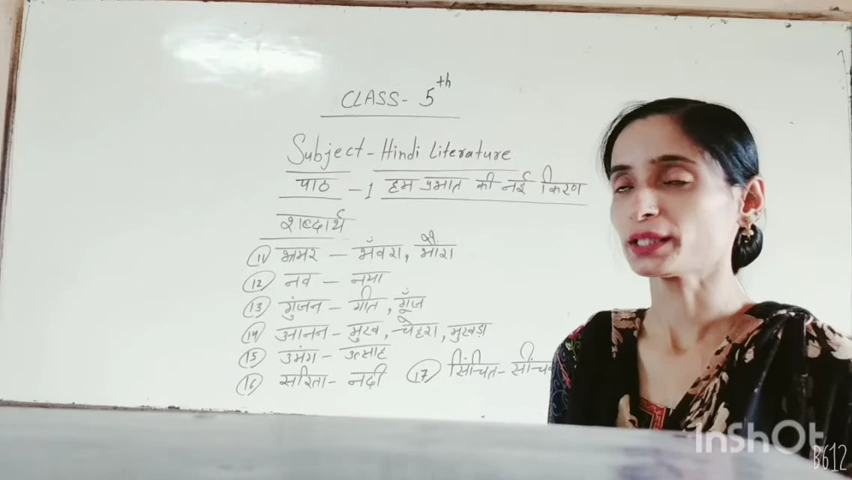 CLASS- 5th
Subject - Hindi Literature
पाठ - 1 हम प्रभात की नई किरण
शब्दार्थ
11 भ्रमर - भँवरा, भौंरा
12 नव - नया
13 गुंजन - गीत, गूँज
14 आनन - मुख, चेहरा, मुखड़ा
15 उमंग - उत्साह
16 सरिता - नदी 17 सिंचित -
InShOt
B612